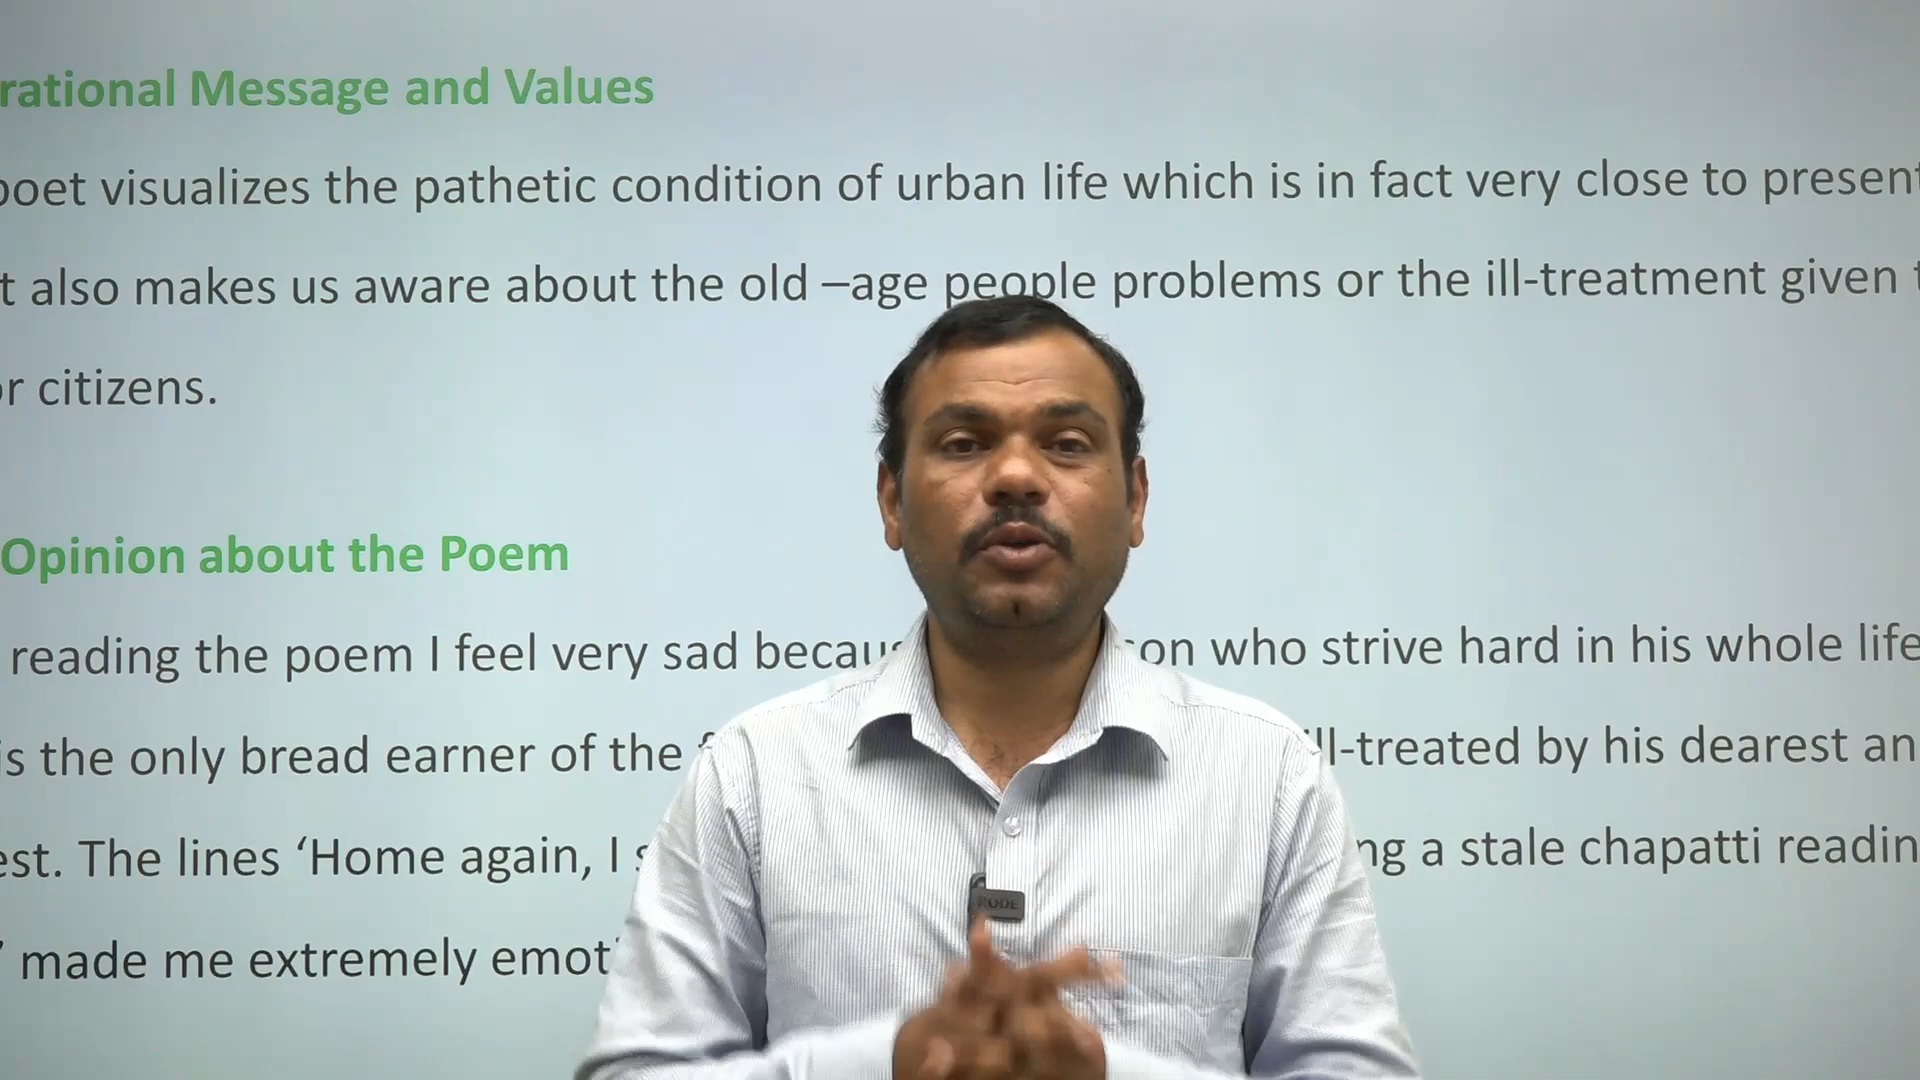 rational Message and Values
poet visualizes the pathetic condition of urban life which is in fact very close to present
t also makes us aware about the old –age people problems or the ill-treatment given t
or citizens.
Opinion about the Poem
reading the poem I feel very sad becau son who strive hard in his whole life
is the only bread earner of the ll-treated by his dearest an
est. The lines ‘Home again, I s ng a stale chapatti readin
’ made me extremely emot
RODE